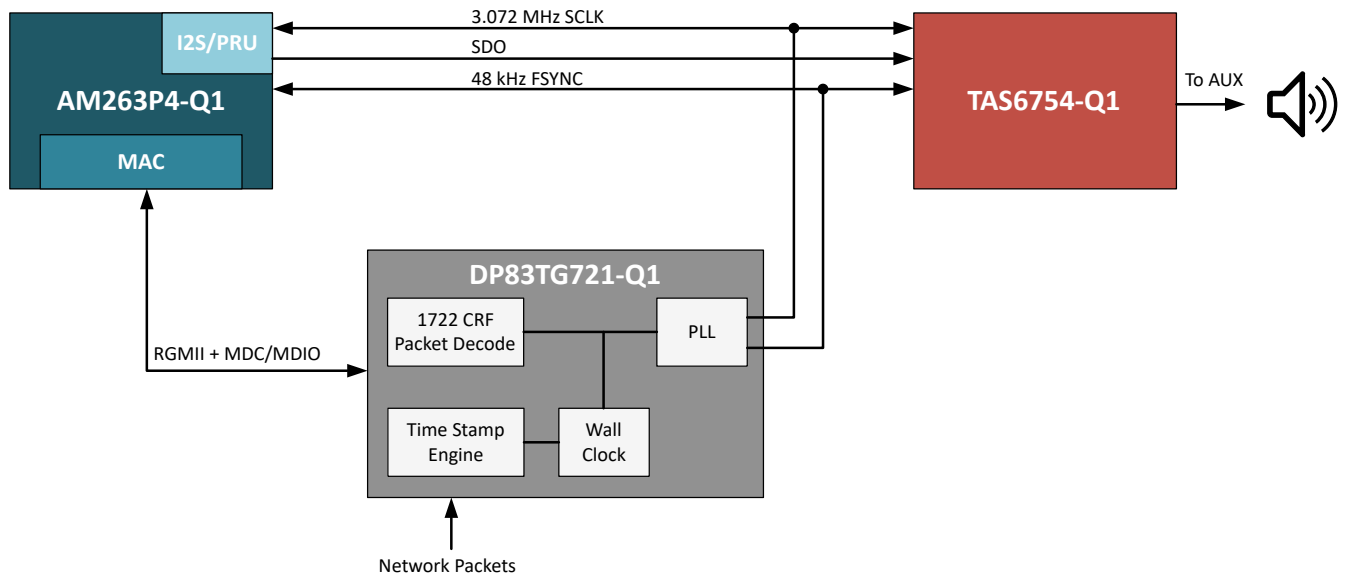 3.072 MHz SCLK
I2S/PRU
SDO
48 kHz FSYNC
AM263P4-Q1
TAS6754-Q1
To AUX
MAC
DP83TG721-Q1
1722 CRF
Packet Decode
PLL
RGMII + MDC/MDIO
Time Stamp
Engine
Wall
Clock
Network Packets